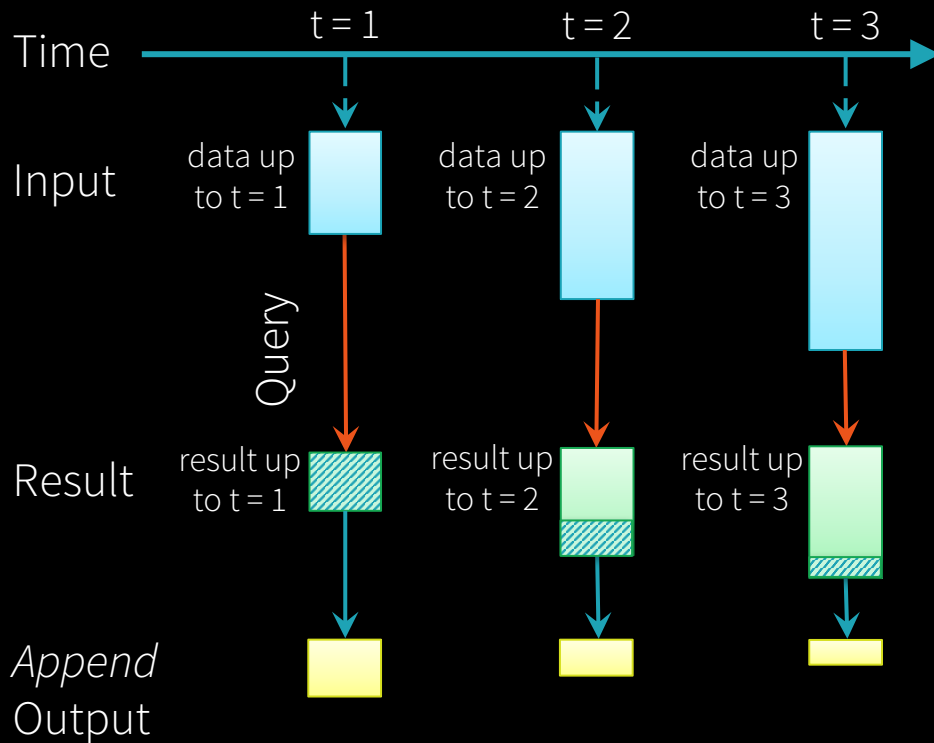 Time
t = 1
t = 2
t = 3
Input
data up
to t = 1
data up
to t = 2
data up
to t = 3
Query
Result
result up
to t = 1
result up
to t = 2
result up
to t = 3
Append
Output